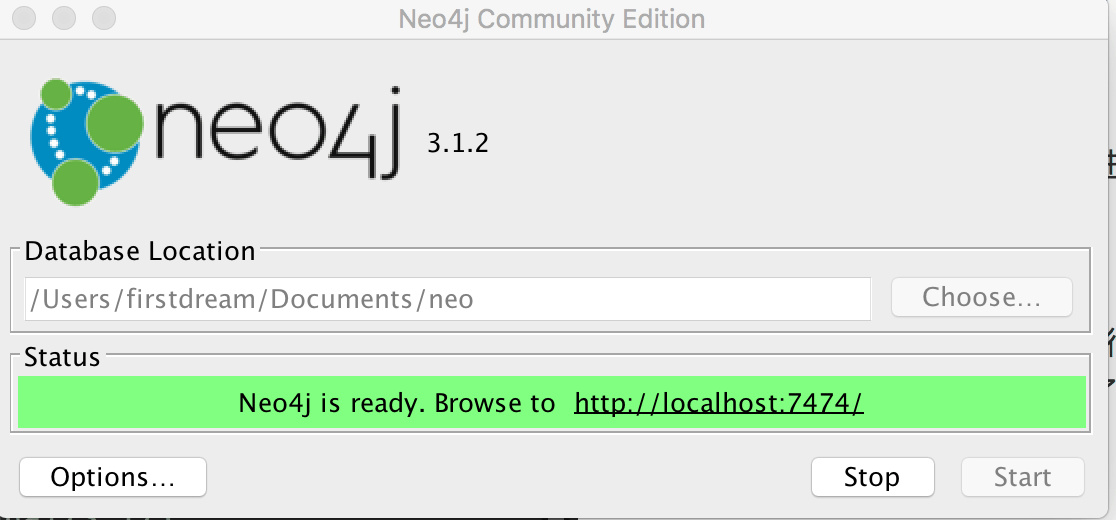 Neo4j Community Edition
neo4j 3.1.2
Database Location
/Users/firstdream/Documents/neo
Choose...
Status
Neo4j is ready. Browse to http://localhost:7474/
Options...
Stop
Start